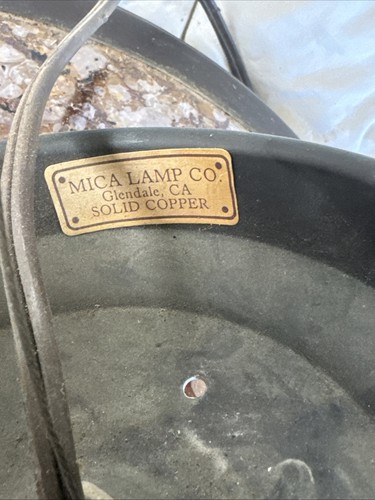 MICA LAMP CO.
Glendale, CA
SOLID COPPER